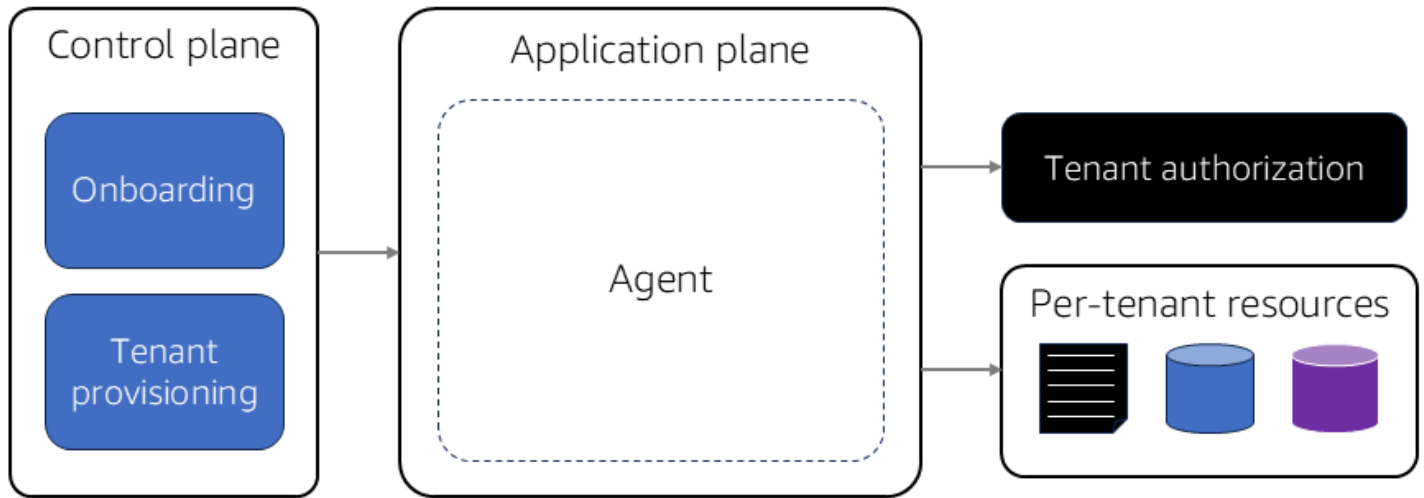 Control plane
Onboarding
Tenant
provisioning
Application plane
Agent
Tenant authorization
Per-tenant resources